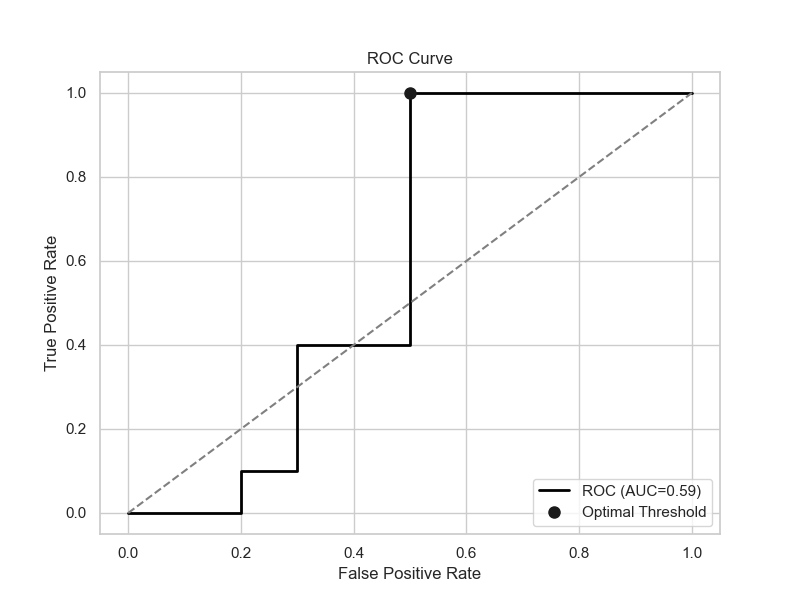 ROC Curve
True Positive Rate
1.0
0.8
0.6
0.4
0.2
0.0
ROC (AUC=0.59)
Optimal Threshold
0.0 0.2 0.4 0.6 0.8 1.0
False Positive Rate